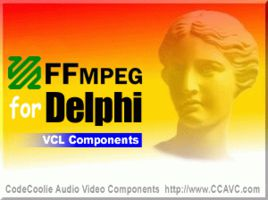 FFMPEG
for Delphi
VCL Components
CodeCoolie Audio Video Components http://www.CCAVC.com